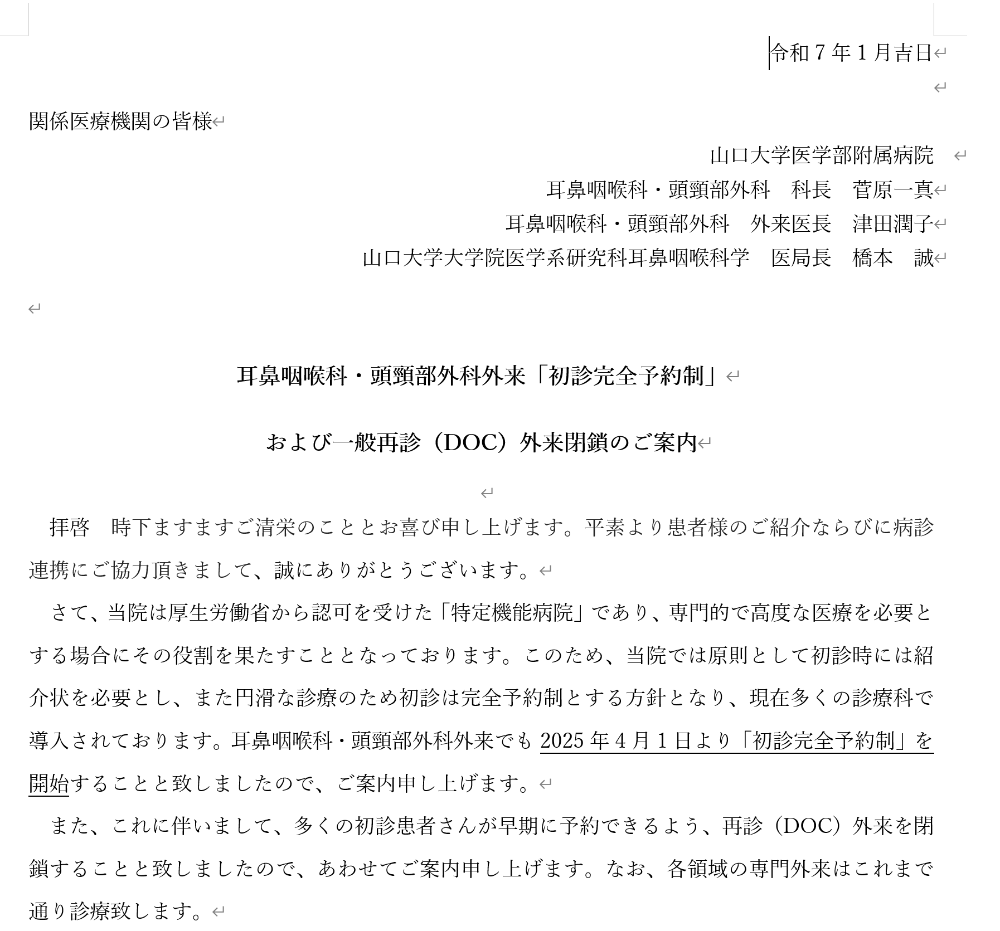 令和 7 年 1 月吉日
関係医療機関の皆様
山口大学医学部附属病院
耳鼻咽喉科・頭頸部外科　科長　菅原一真
耳鼻咽喉科・頭頸部外科　外来医長　津田潤子
山口大学大学院医学系研究科耳鼻咽喉科学　医局長　橋本　誠
耳鼻咽喉科・頭頸部外科外来「初診完全予約制」
および一般再診（DOC）外来閉鎖のご案内
拝啓　時下ますますご清栄のこととお喜び申し上げます。平素より患者様のご紹介ならびに病診
連携にご協力頂きまして、誠にありがとうございます。
さて、当院は厚生労働省から認可を受けた「特定機能病院」であり、専門的で高度な医療を必要と
する場合にその役割を果たすこととなっております。このため、当院では原則として初診時には紹
介状を必要とし、また円滑な診療のため初診は完全予約制とする方針となり、現在多くの診療科で
導入されております。耳鼻咽喉科・頭頸部外科外来でも 2025 年 4 月 1 日より「初診完全予約制」を
開始することと致しましたので、ご案内申し上げます。
また、これに伴いまして、多くの初診患者さんが早期に予約できるよう、再診（DOC）外来を閉
鎖することと致しましたので、あわせてご案内申し上げます。なお、各領域の専門外来はこれまで
通り診療致します。